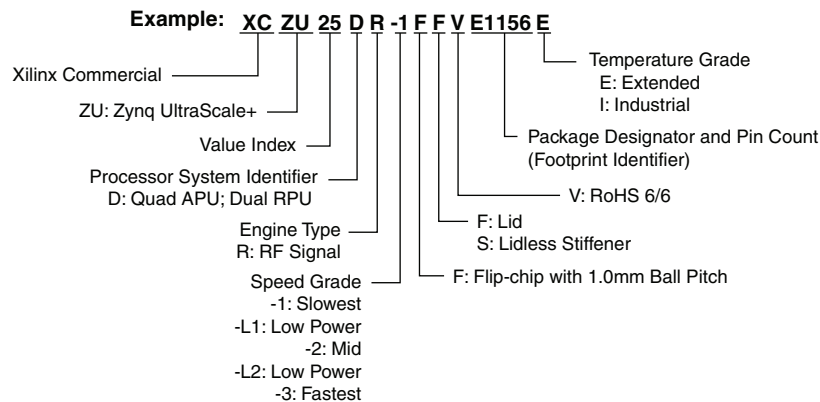 Example: XC ZU 25 D R -1 F F V E1156 E
Xilinx Commercial
ZU: Zynq UltraScale+
Value Index
Processor System Identifier
D: Quad APU; Dual RPU
Engine Type
R: RF Signal
Speed Grade
-1: Slowest
-L1: Low Power
-2: Mid
-L2: Low Power
-3: Fastest
Temperature Grade
E: Extended
I: Industrial
Package Designator and Pin Count
(Footprint Identifier)
V: RoHS 6/6
F: Lid
S: Lidless Stiffener
F: Flip-chip with 1.0mm Ball Pitch